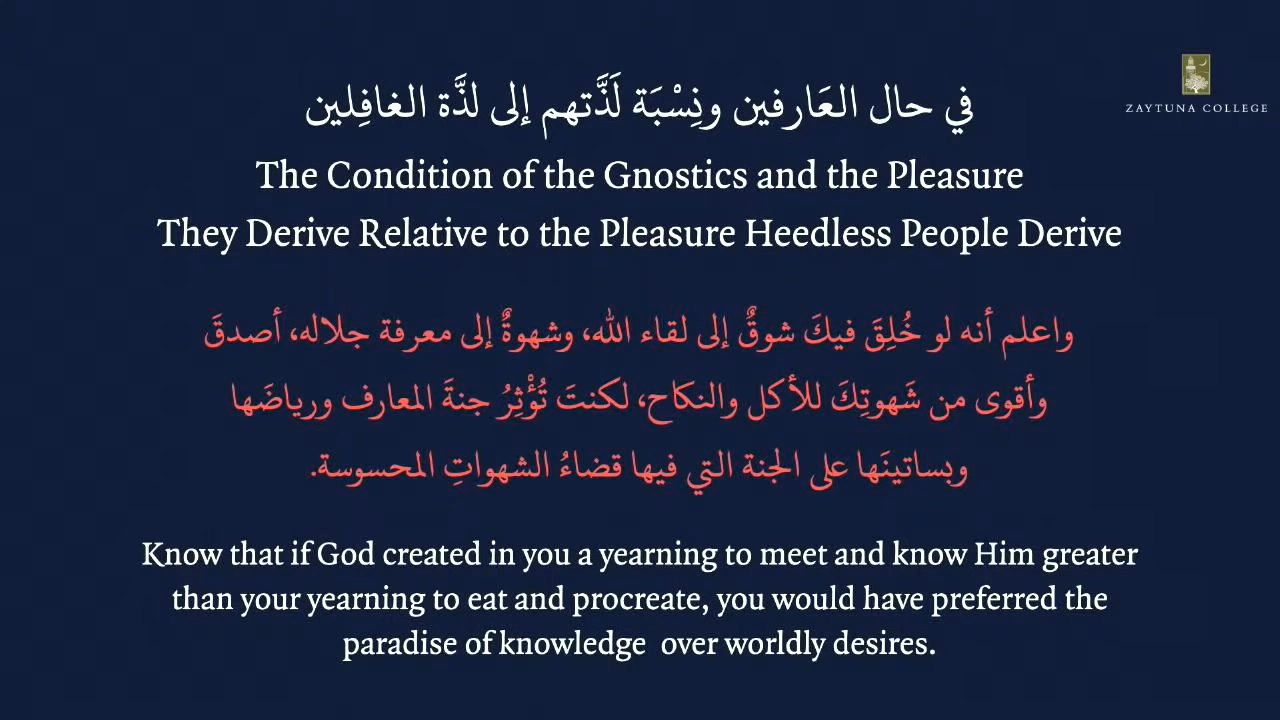 ZAYTUNA COLLEGE
في حال العَارفين ونِسْبَة لَذَّتهم إلى لذَّة الغافِلين
The Condition of the Gnostics and the Pleasure
They Derive Relative to the Pleasure Heedless People Derive
واعلم أنه لو خُلِقَ فيكَ شوقٌ إلى لقاء الله، وشهوةٌ إلى معرفة جلاله، أصدقَ
وأقوى من شَهوتِكَ للأكل والنكاح، لكنتَ تُؤْثِرُ جنةَ المعارف ورياضَها
وبساتينَها على الجنة التي فيها قضاءُ الشهواتِ المحسوسة.
Know that if God created in you a yearning to meet and know Him greater
than your yearning to eat and procreate, you would have preferred the
paradise of knowledge  over worldly desires.